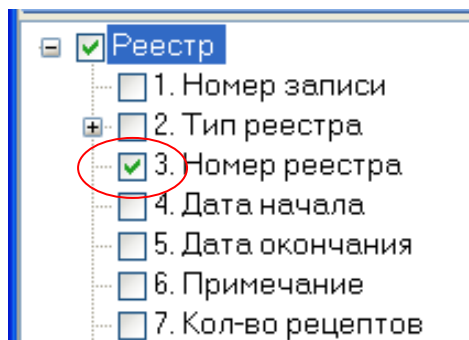 Реестр
1. Номер записи
2. Тип реестра
3. Номер реестра
4. Дата начала
5. Дата окончания
6. Примечание
7. Кол-во рецептов